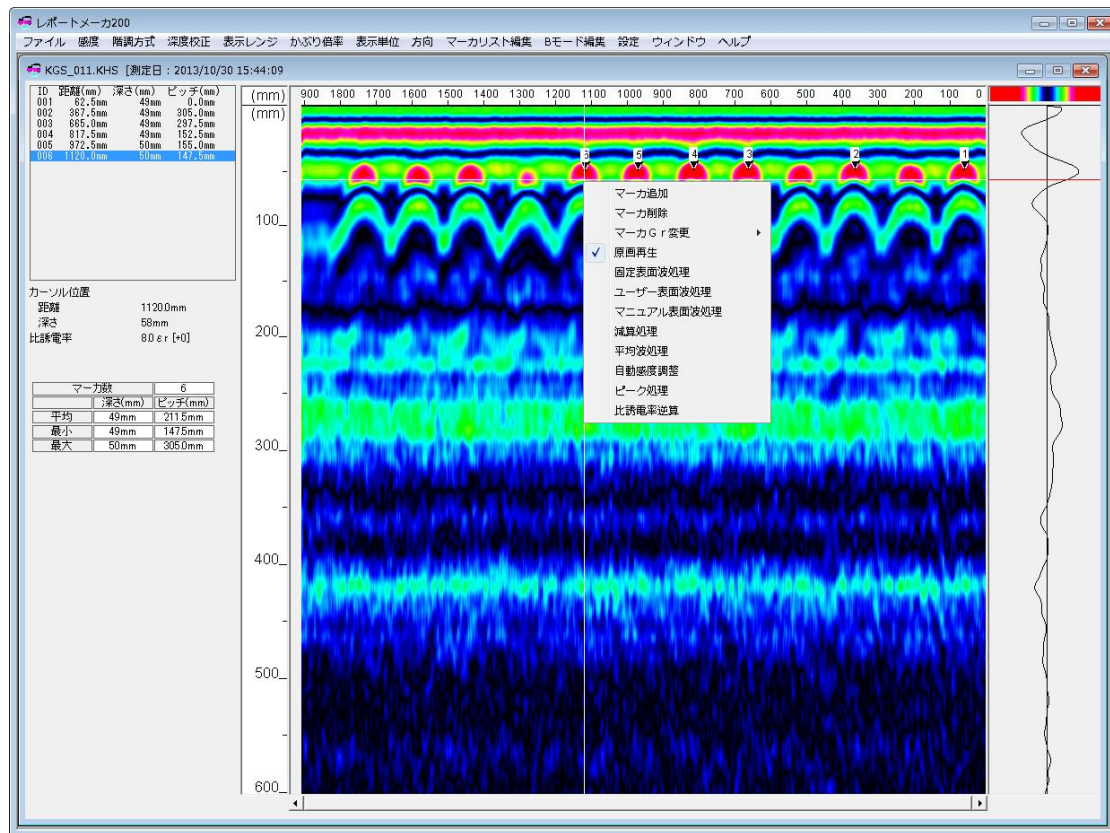 レポートメーカ200
ファイル 感度 階調方式 深度校正 表示レンジ かぶり倍率 表示単位 方向 マーカリスト編集 Bモード編集 設定 ウィンドウ ヘルプ
KGS_011.KHS [測定日 : 2013/10/30 15:44:09
ID 距離(mm) 深さ(mm) ピッチ(mm)
001 62.5mm 49mm 0.0mm
002 367.5mm 49mm 305.0mm
003 665.0mm 49mm 297.5mm
004 817.5mm 49mm 152.5mm
005 972.5mm 50mm 155.0mm
006 1120.0mm 50mm 147.5mm
カーソル位置
距離 1120.0mm
深さ 58mm
比誘電率 8.0 εr [+0]
マーカ数 6
深さ(mm) ピッチ(mm)
平均 49mm 211.5mm
最小 49mm 147.5mm
最大 50mm 305.0mm
(mm) 900 1800 1700 1600 1500 1400 1300 1200 1100 1000 900 800 700 600 500 400 300 200 100 0
(mm)
6 5 4 3 2 1
100
200
300
400
500
600
マーカ追加
マーカ削除
マーカGr変更
原画再生
固定表面波処理
ユーザー表面波処理
マニュアル表面波処理
減算処理
平均波処理
自動感度調整
ピーク処理
比誘電率逆算